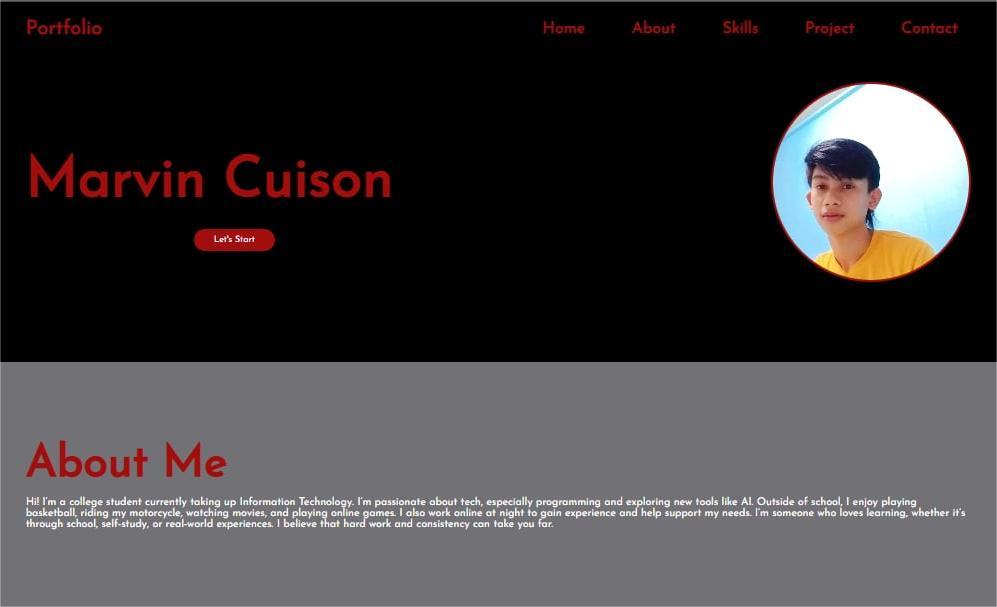 Portfolio
Home About Skills Project Contact
Marvin Cuison
Let's Start
About Me
Hi! I'm a college student currently taking up Information Technology. I'm passionate about tech, especially programming and exploring new tools like AI. Outside of school, I enjoy playing
basketball, riding my motorcycle, watching movies, and playing online games. I also work online at night to gain experience and help support my needs. I'm someone who loves learning, whether it's
through school, self-study, or real-world experiences. I believe that hard work and consistency can take you far.